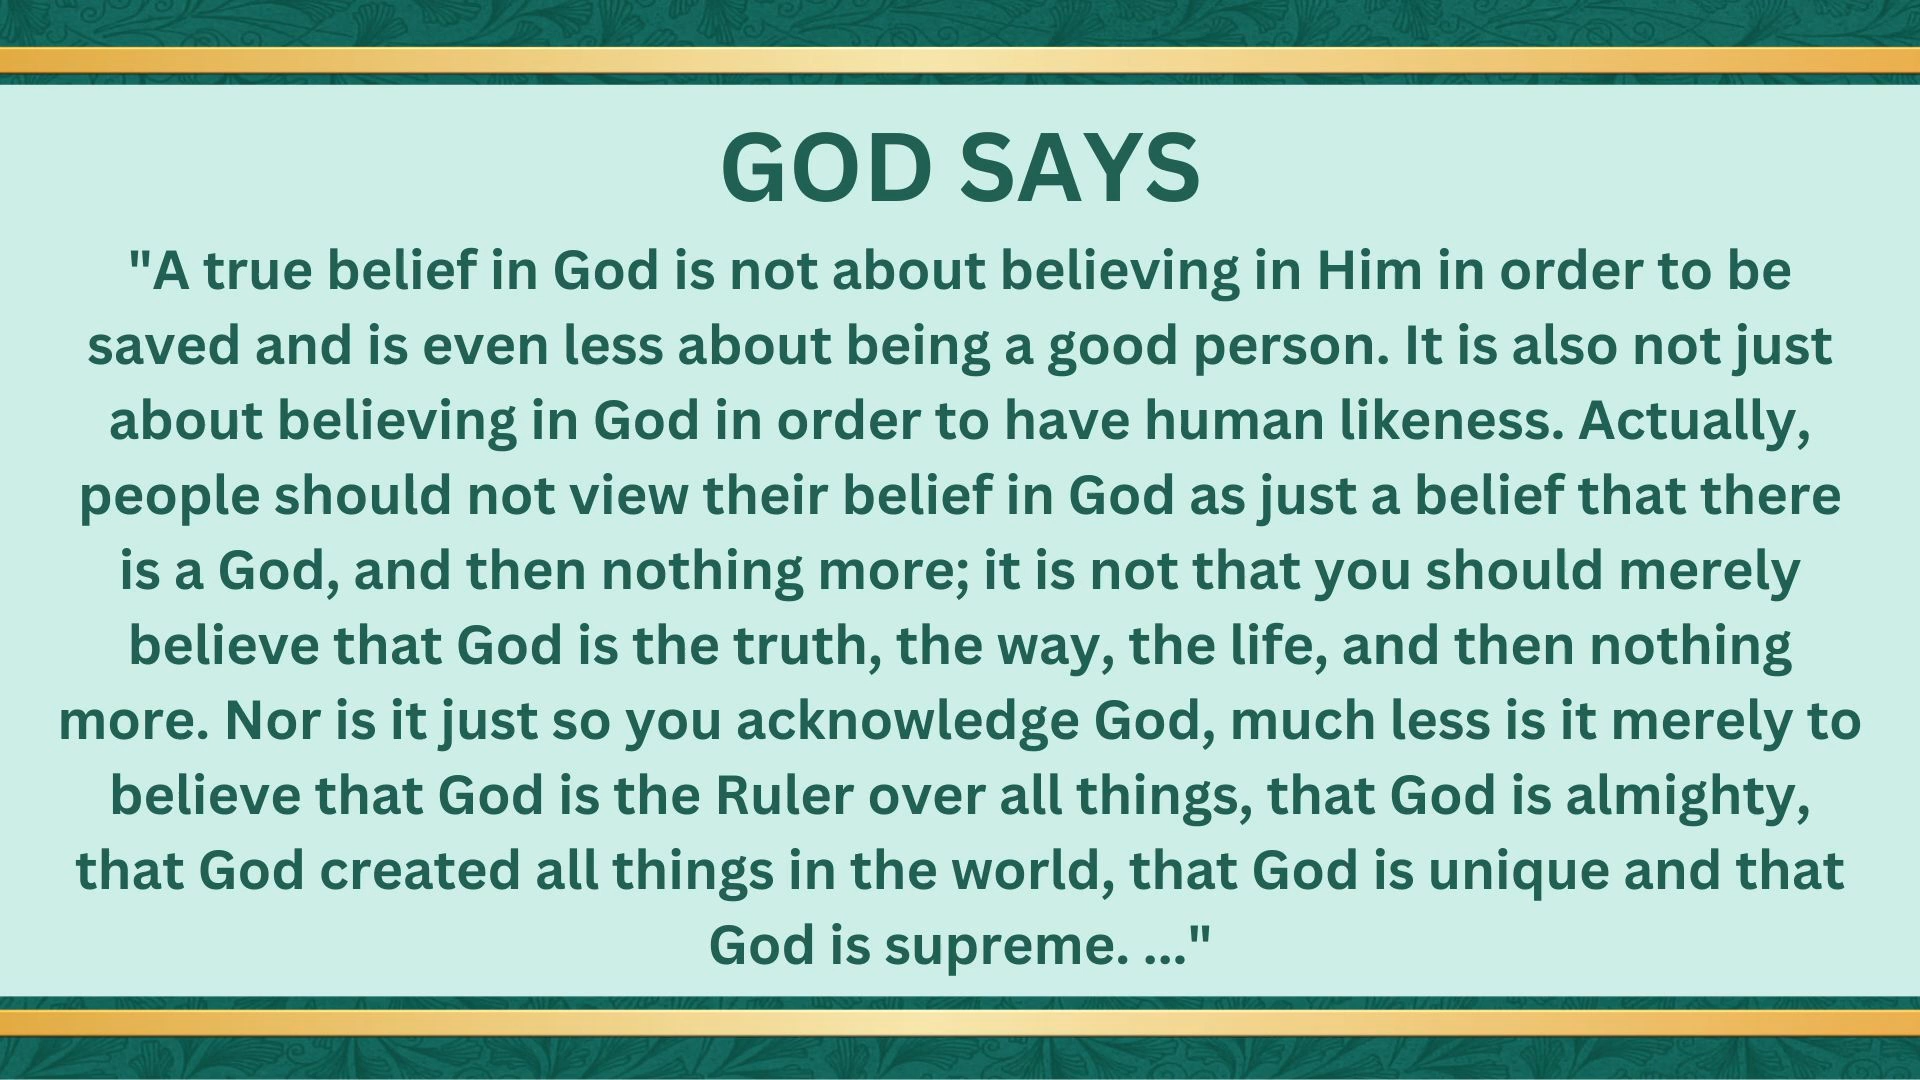 GOD SAYS
"A true belief in God is not about believing in Him in order to be
saved and is even less about being a good person. It is also not just
about believing in God in order to have human likeness. Actually,
people should not view their belief in God as just a belief that there
is a God, and then nothing more; it is not that you should merely
believe that God is the truth, the way, the life, and then nothing
more. Nor is it just so you acknowledge God, much less is it merely to
believe that God is the Ruler over all things, that God is almighty,
that God created all things in the world, that God is unique and that
God is supreme. ..."